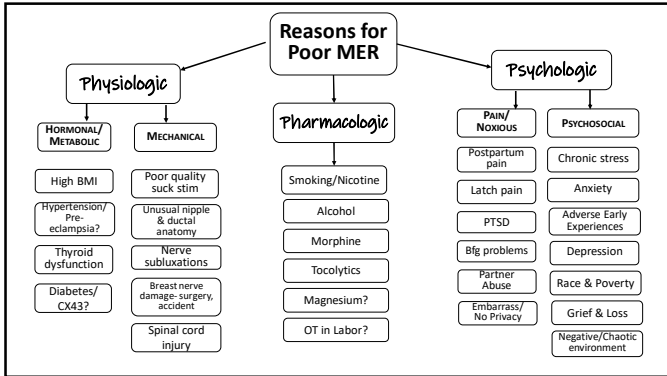 Reasons for
Poor MER
Physiologic
HORMONAL/
METABOLIC
High BMI
Hypertension/
Pre-
eclampsia?
Thyroid
dysfunction
Diabetes/
CX43?
MECHANICAL
Poor quality
suck stim
Unusual nipple
& ductal
anatomy
Nerve
subluxations
Breast nerve
damage- surgery,
accident
Spinal cord
injury
Pharmacologic
Smoking/Nicotine
Alcohol
Morphine
Tocolytics
Magnesium?
OT in Labor?
Psychologic
PAIN/
NOXIOUS
Postpartum
pain
Latch pain
PTSD
Bfg problems
Partner
Abuse
Embarrass/
No Privacy
PSYCHOSOCIAL
Chronic stress
Anxiety
Adverse Early
Experiences
Depression
Race & Poverty
Grief & Loss
Negative/Chaotic
environment